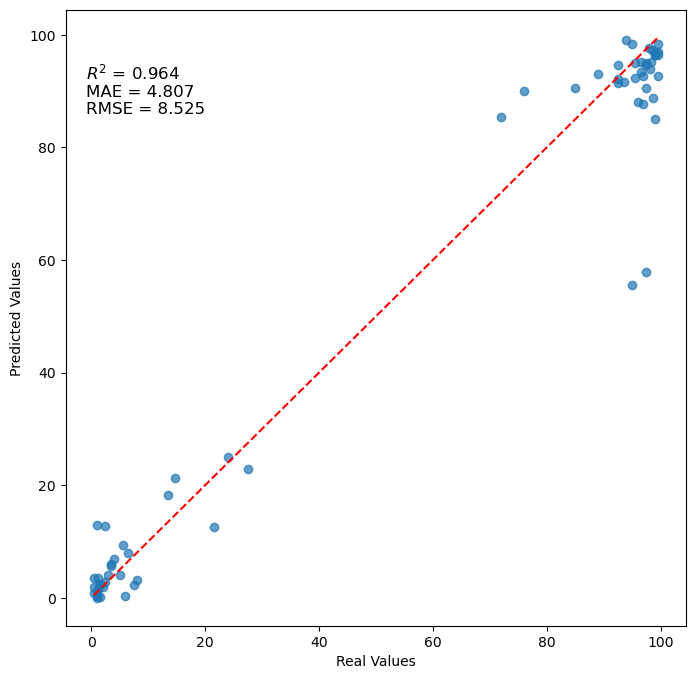 R² = 0.964
MAE = 4.807
RMSE = 8.525
100
80
60
40
20
0
Predicted Values
0 20 40 60 80 100
Real Values